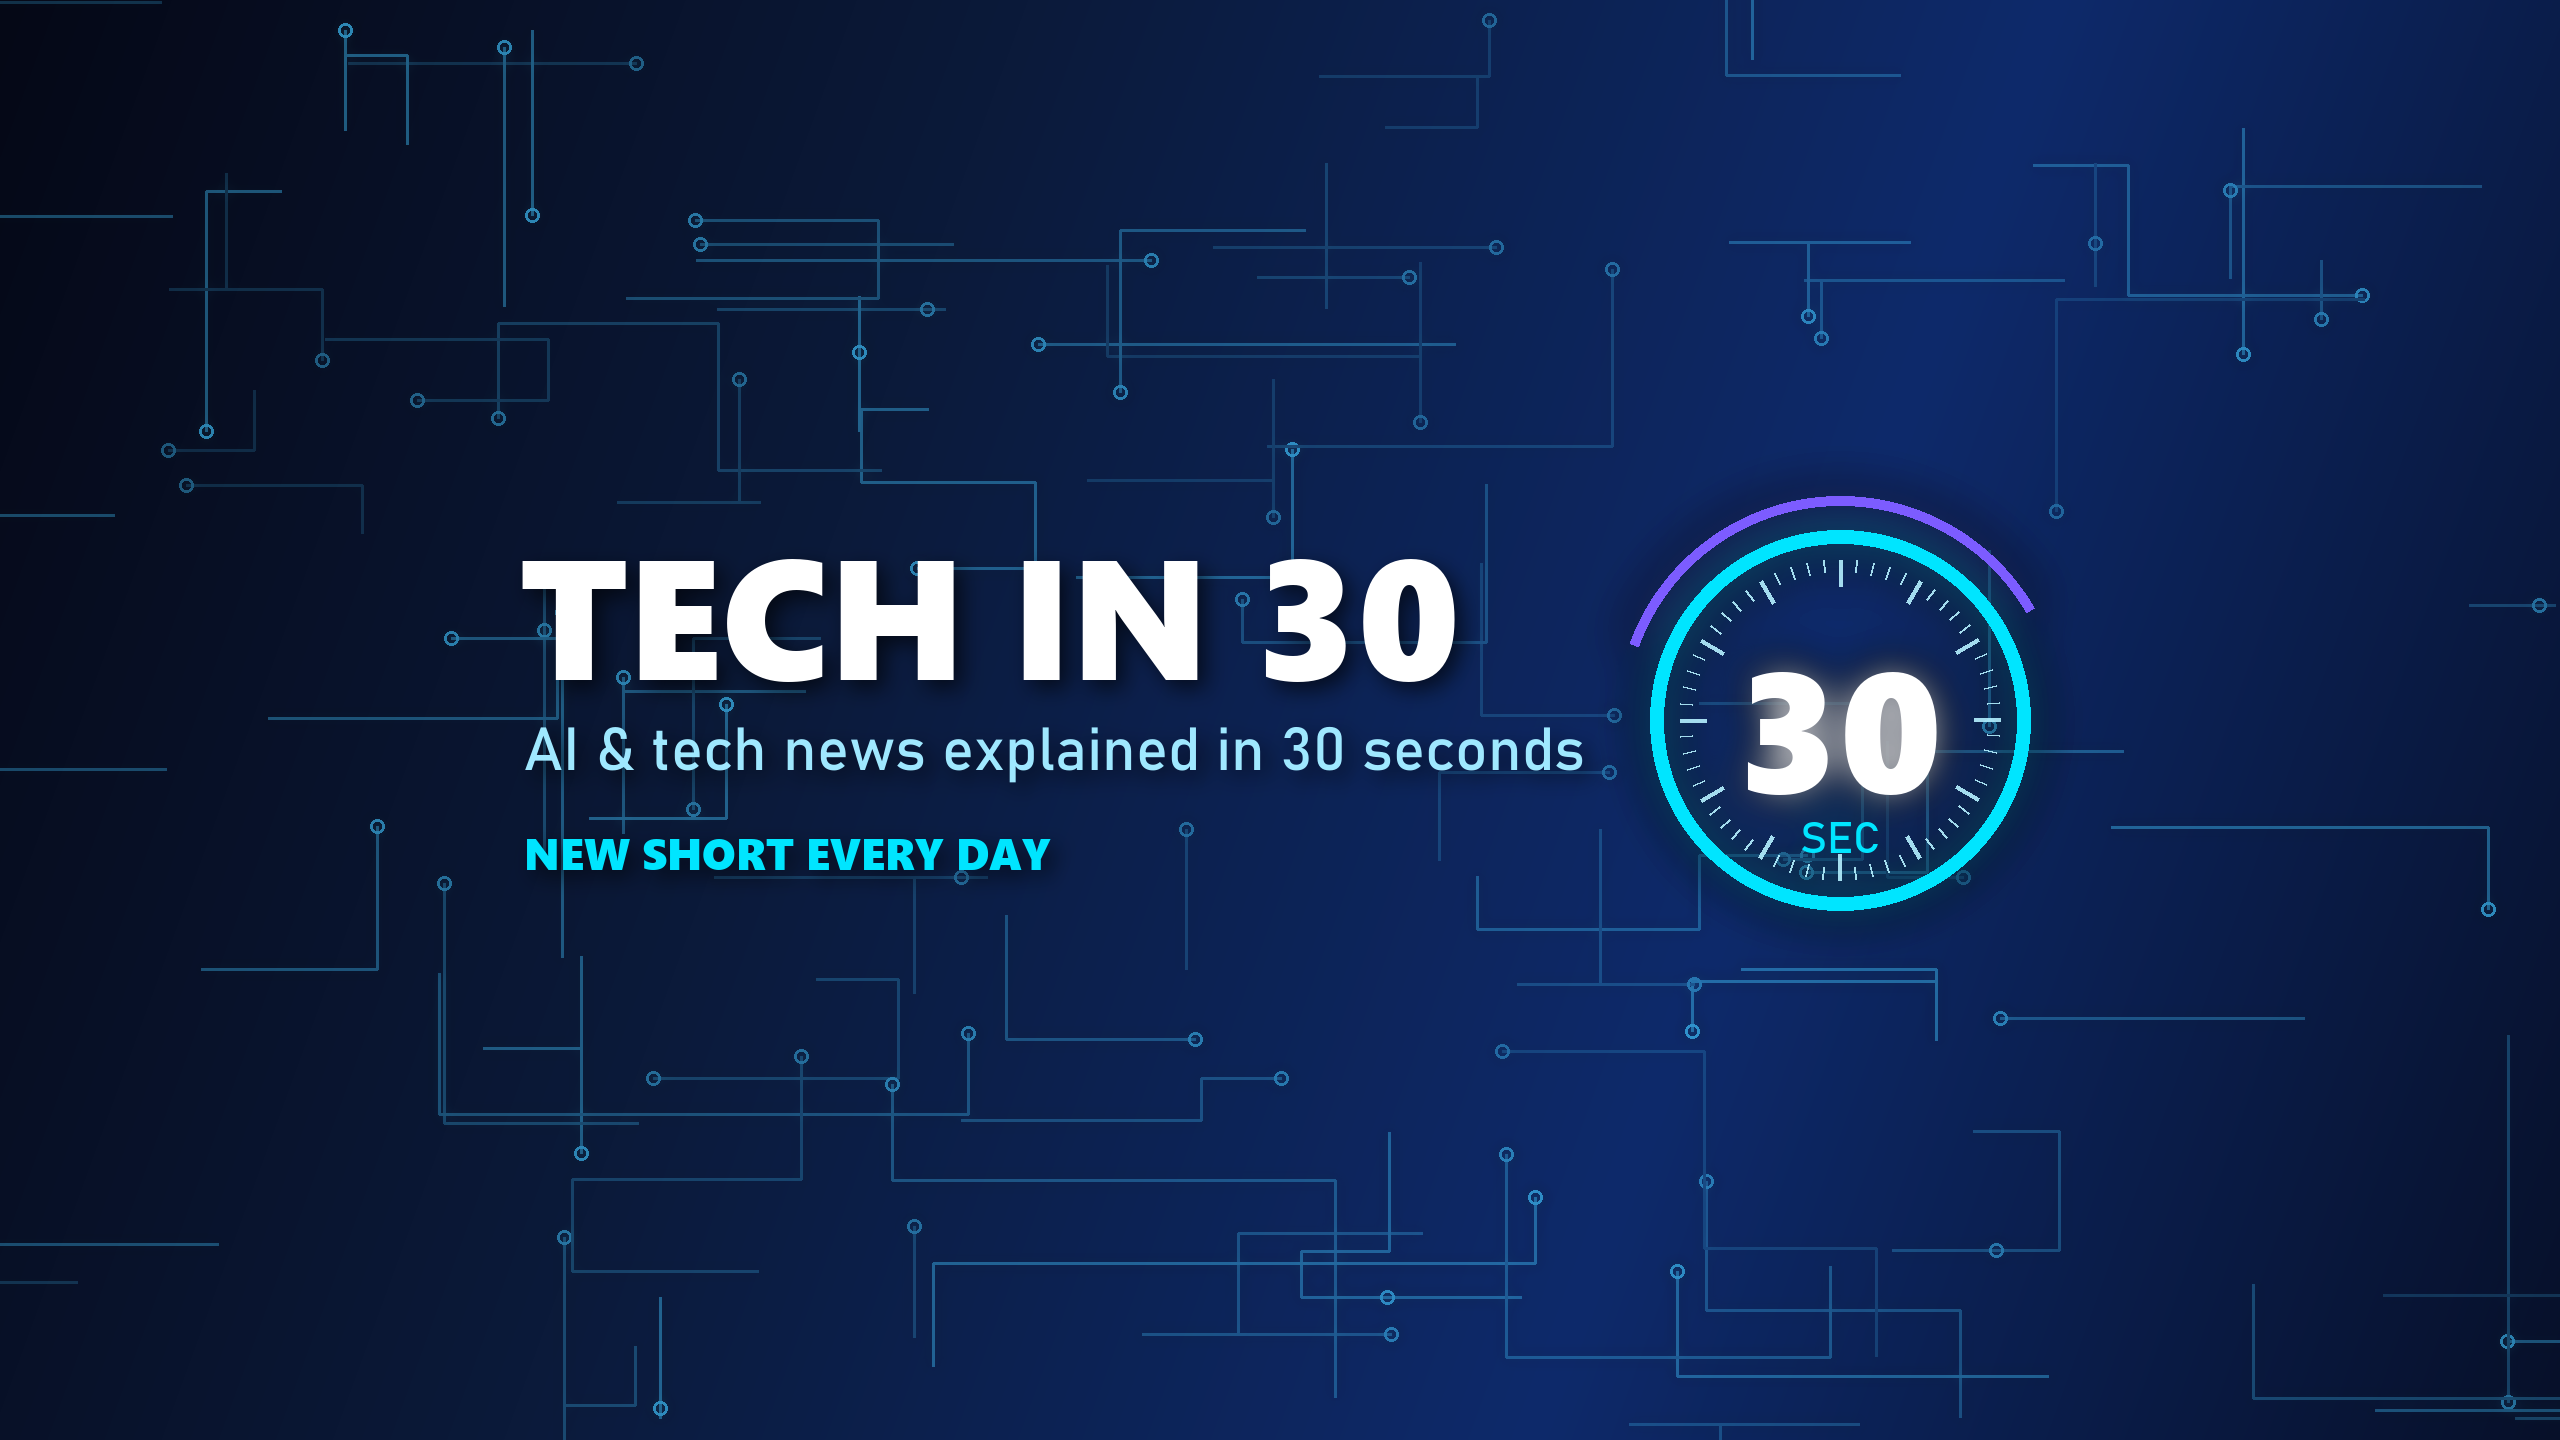 TECH IN 30
AI & tech news explained in 30 seconds
NEW SHORT EVERY DAY
30
SEC